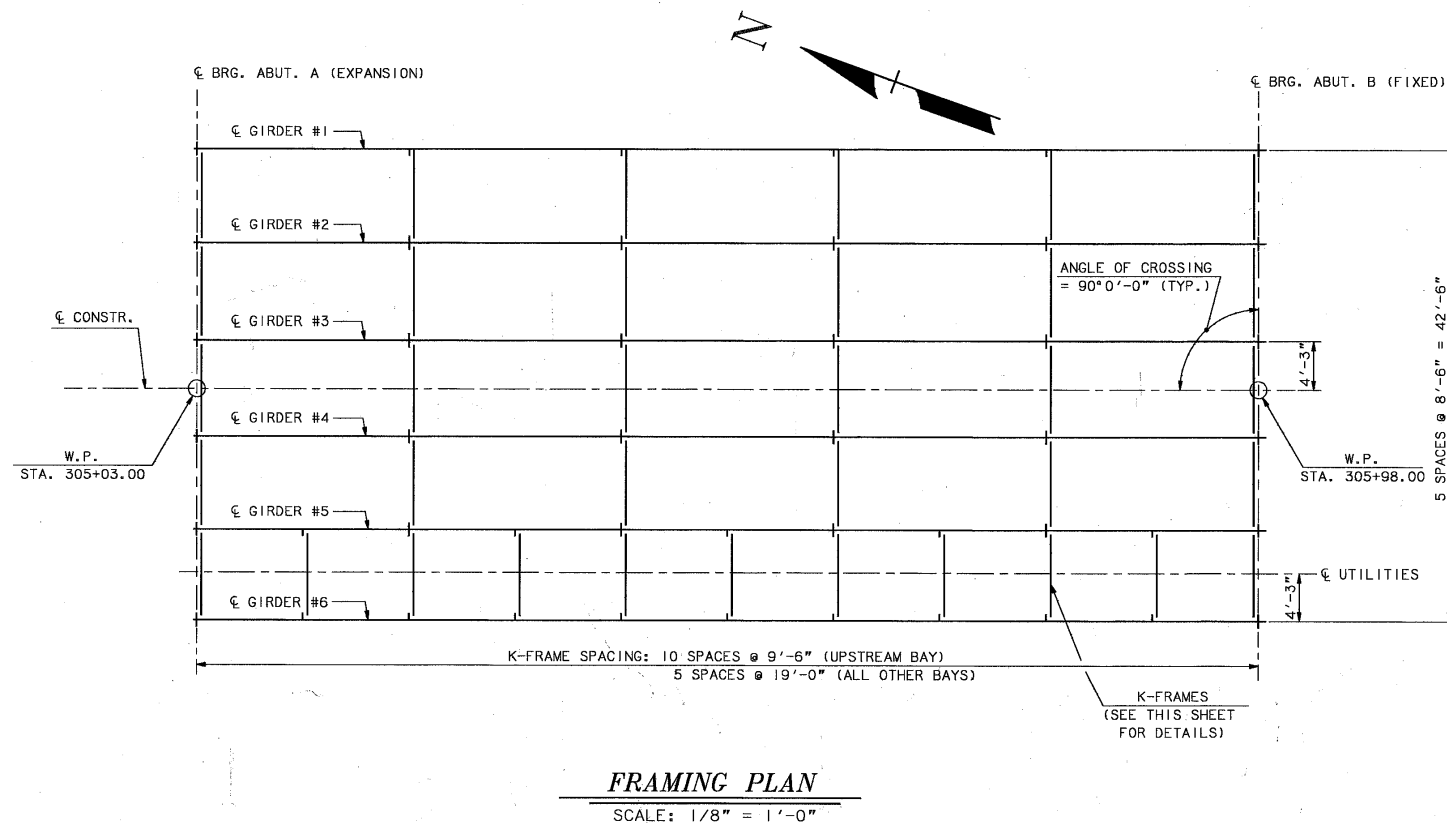 N
℄ BRG. ABUT. A (EXPANSION)
℄ BRG. ABUT. B (FIXED)
℄ GIRDER #1
℄ GIRDER #2
ANGLE OF CROSSING
= 90°0'-0" (TYP.)
℄ GIRDER #3
℄ CONSTR.
4'-3"
5 SPACES @ 8'-6" = 42'-6"
℄ GIRDER #4
W.P.
STA. 305+03.00
W.P.
STA. 305+98.00
℄ GIRDER #5
℄ UTILITIES
℄ GIRDER #6
4'-3"
K-FRAME SPACING: 10 SPACES @ 9'-6" (UPSTREAM BAY)
5 SPACES @ 19'-0" (ALL OTHER BAYS)
K-FRAMES
(SEE THIS SHEET
FOR DETAILS)
FRAMING PLAN
SCALE: 1/8" = 1'-0"